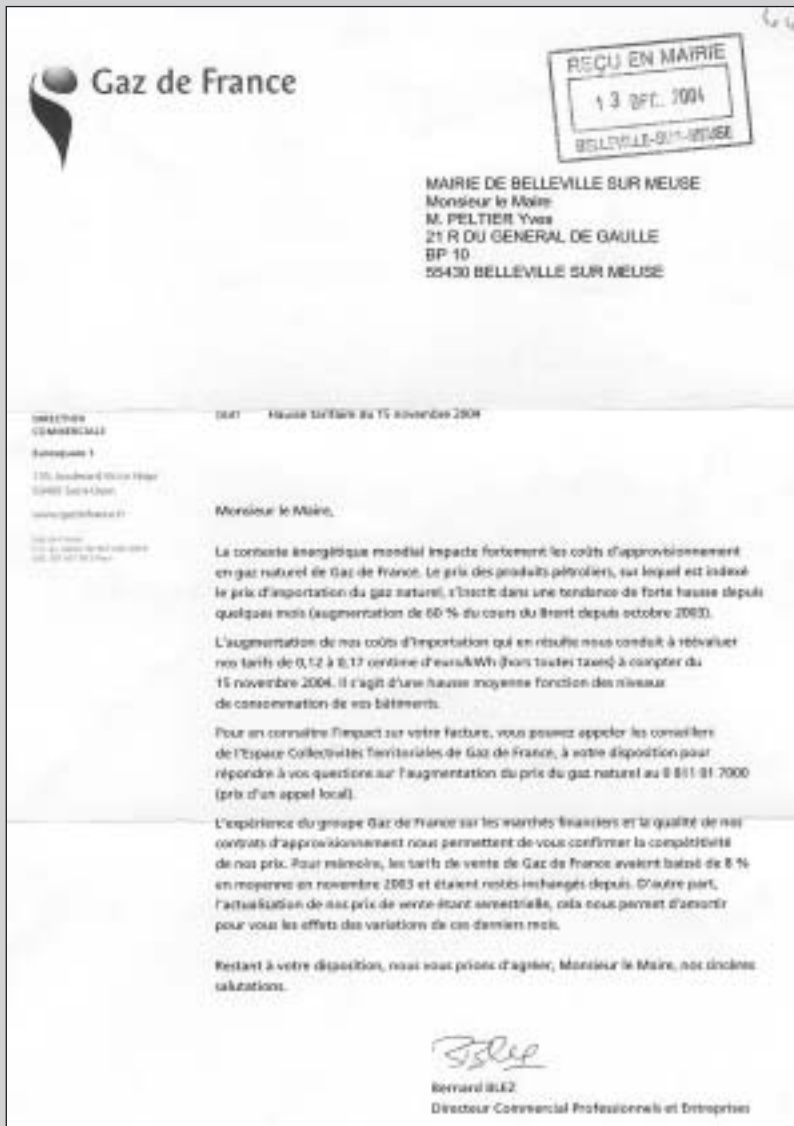 Gaz de France
REÇU EN MAIRIE
13 DEC. 2004
BELLEVILLE-SUR-MEUSE
MAIRIE DE BELLEVILLE SUR MEUSE
Monsieur le Maire
M. PELTIER Yves
21 R DU GENERAL DE GAULLE
BP 10
55430 BELLEVILLE SUR MEUSE
DIRECTION
COMMERCIALE
Objet Hausse tarifaire du 15 novembre 2004
Monsieur le Maire,
Le contexte énergétique mondial impacte fortement les coûts d'approvisionnement
en gaz naturel de Gaz de France. Le prix des produits pétroliers, sur lequel est indexé
le prix d'importation du gaz naturel, s'inscrit dans une tendance de forte hausse depuis
quelques mois (augmentation de 60 % du cours du Brent depuis octobre 2003).
L'augmentation de nos coûts d'importation qui en résulte nous conduit à réévaluer
nos tarifs de 0,12 à 0,17 centime d'euro/kWh (hors toutes taxes) à compter du
15 novembre 2004. Il s'agit d'une hausse moyenne fonction des niveaux
de consommation de vos bâtiments.
Pour en connaître l'impact sur votre facture, vous pouvez appeler les conseillers
de l'Espace Collectivités Territoriales de Gaz de France, à votre disposition pour
répondre à vos questions sur l'augmentation du prix du gaz naturel au 0 811 01 7000
(prix d'un appel local).
L'expérience du groupe Gaz de France sur les marchés financiers et la qualité de nos
contrats d'approvisionnement nous permettent de vous confirmer la compétitivité
de nos prix. Pour mémoire, les tarifs de vente de Gaz de France avaient baissé de 8 %
en moyenne en novembre 2003 et étaient restés inchangés depuis. D'autre part,
l'actualisation de nos prix de vente étant semestrielle, cela nous permet d'amortir
pour vous les effets des variations de ces derniers mois.
Restant à votre disposition, nous vous prions d'agréer, Monsieur le Maire, nos sincères
salutations.
Bernard BLEZ
Directeur Commercial Professionnels et Entreprises